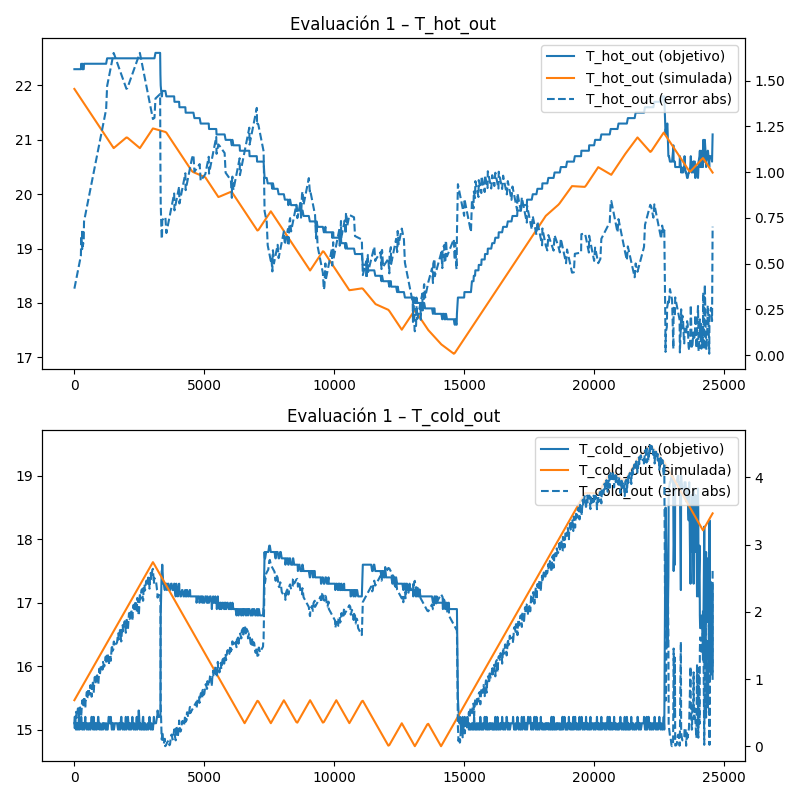 Evaluación 1 – T_hot_out
T_hot_out (objetivo)
T_hot_out (simulada)
T_hot_out (error abs)
22
21
20
19
18
17
1.50
1.25
1.00
0.75
0.50
0.25
0.00
0 5000 10000 15000 20000 25000
Evaluación 1 – T_cold_out
T_cold_out (objetivo)
T_cold_out (simulada)
T_cold_out (error abs)
19
18
17
16
15
4
3
2
1
0
0 5000 10000 15000 20000 25000